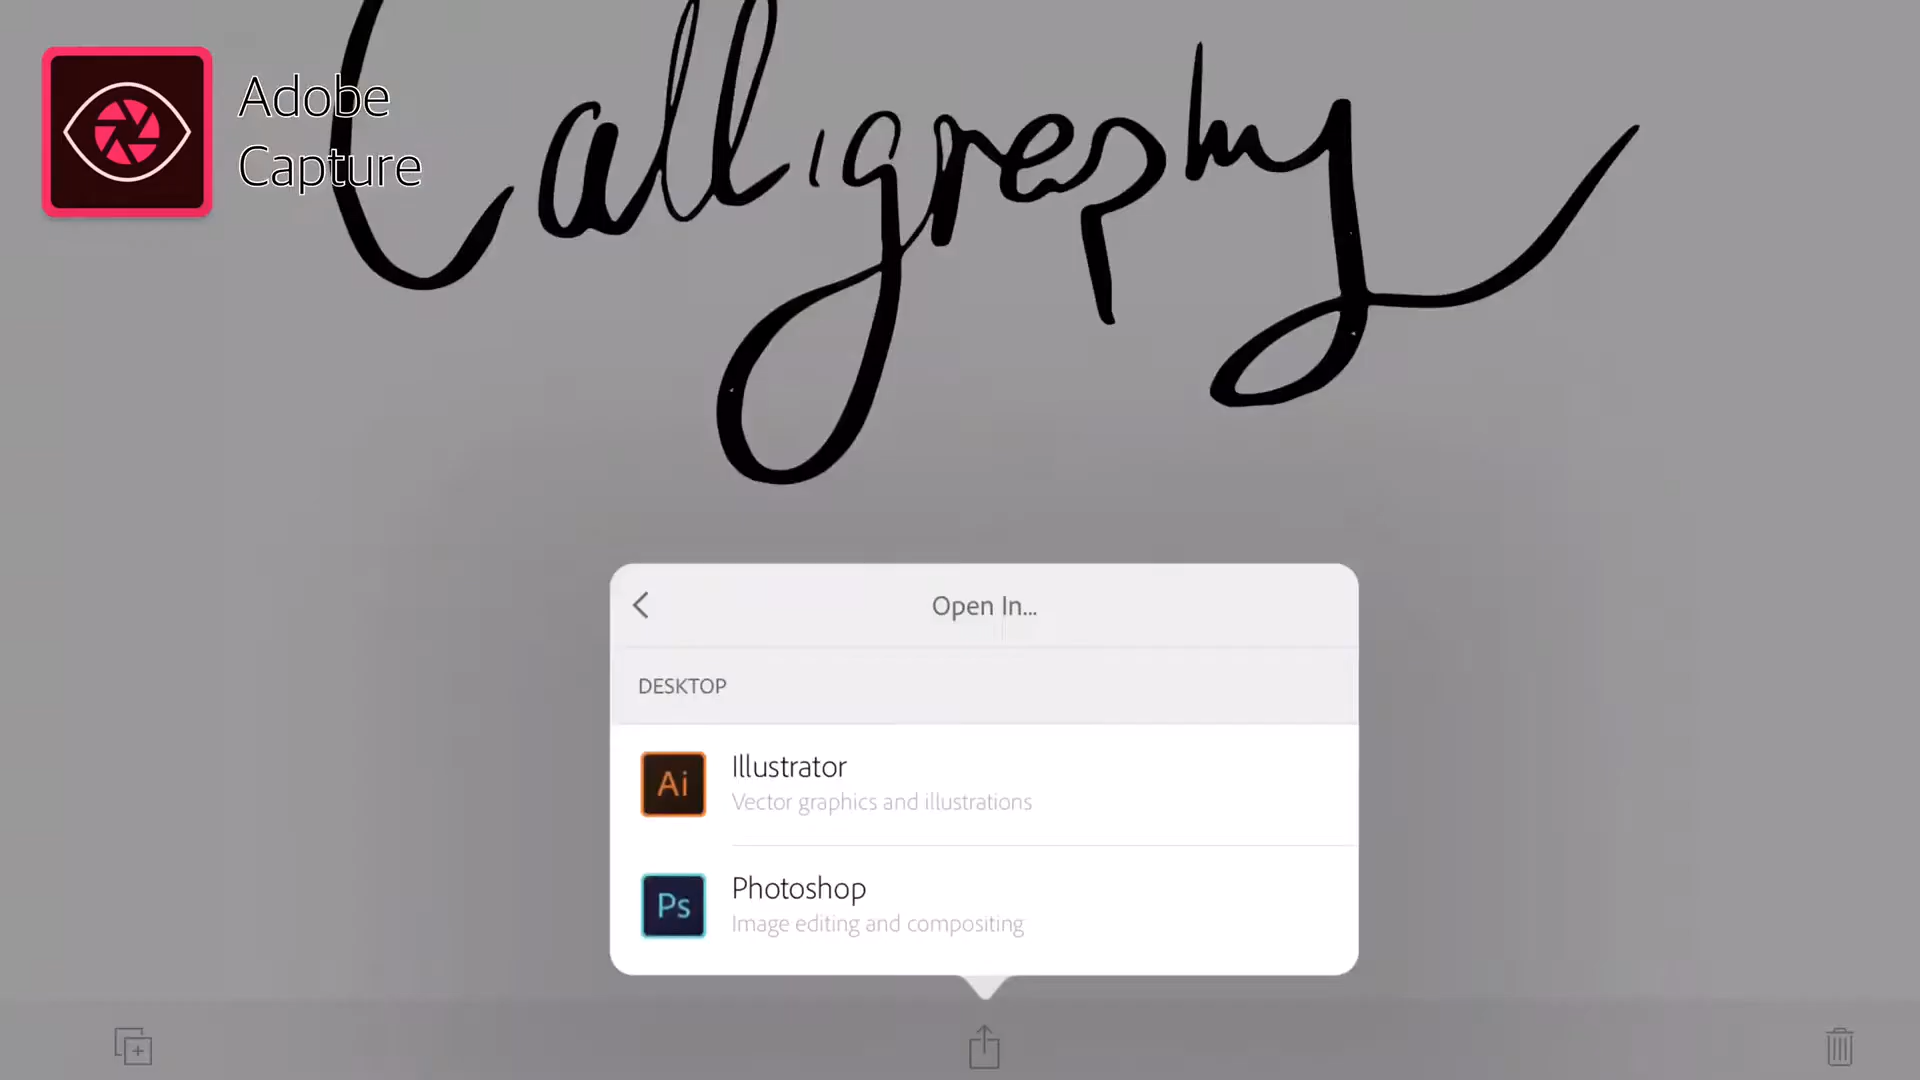 Adobe
Capture
Calligraphy
Open In...
DESKTOP
Ai
Illustrator
Vector graphics and illustrations
Ps
Photoshop
Image editing and compositing